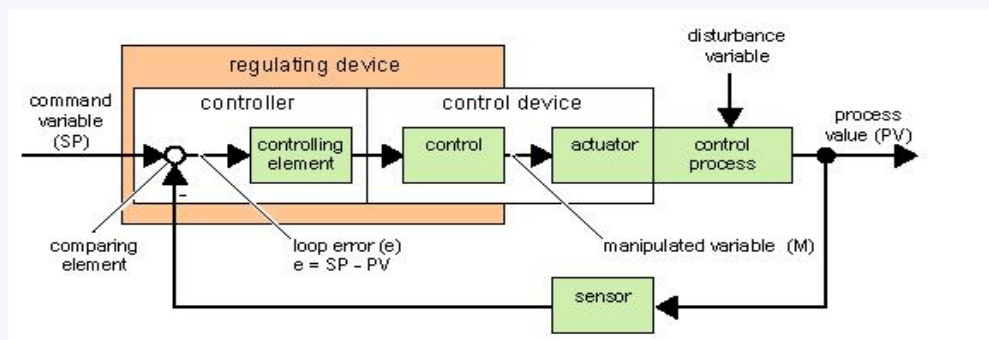 disturbance
variable
regulating device
command
variable
(SP)
controller
control device
process
value (PV)
controlling
element
control
actuator
control
process
-
comparing
element
loop error (e)
e = SP - PV
manipulated variable (M)
sensor